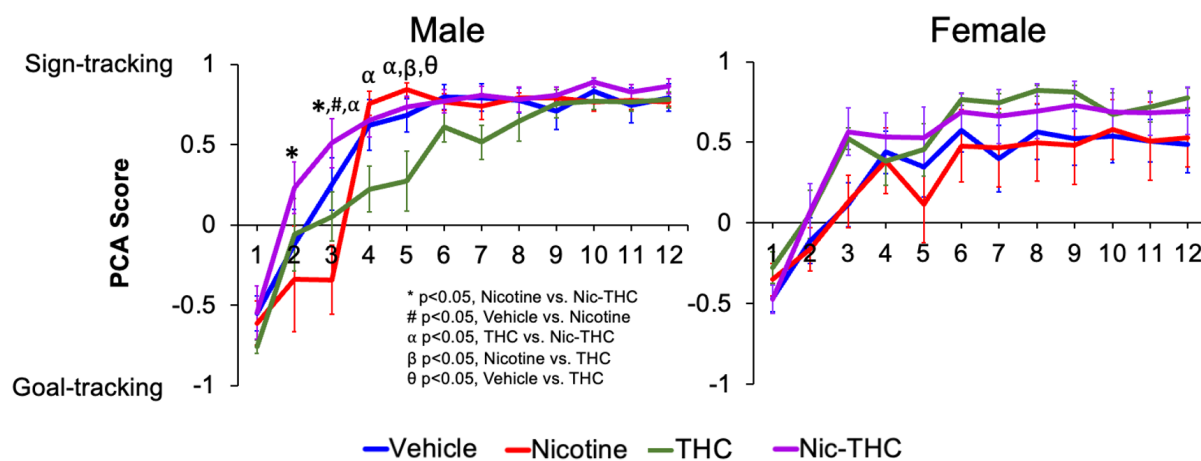 Male
Female
Sign-tracking
Goal-tracking
PCA Score
1
0.5
0
-0.5
-1
1 2 3 4 5 6 7 8 9 10 11 12
*
*,#,α
α
α,β,θ
* p<0.05, Nicotine vs. Nic-THC
# p<0.05, Vehicle vs. Nicotine
α p<0.05, THC vs. Nic-THC
β p<0.05, Nicotine vs. THC
θ p<0.05, Vehicle vs. THC
1
0.5
0
-0.5
-1
1 2 3 4 5 6 7 8 9 10 11 12
Vehicle Nicotine THC Nic-THC